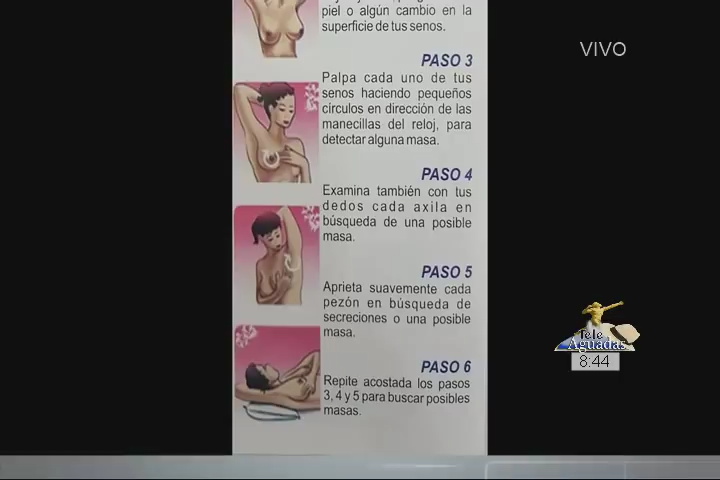 piel o algún cambio en la
superficie de tus senos.
PASO 3
Palpa cada uno de tus
senos haciendo pequeños
circulos en dirección de las
manecillas del reloj, para
detectar alguna masa.
PASO 4
Examina también con tus
dedos cada axila en
búsqueda de una posible
masa.
PASO 5
Aprieta suavemente cada
pezón en búsqueda de
secreciones o una posible
masa.
PASO 6
Repite acostada los pasos
3, 4 y 5 para buscar posibles
masas.
VIVO
Tele
Aguadas
8:44